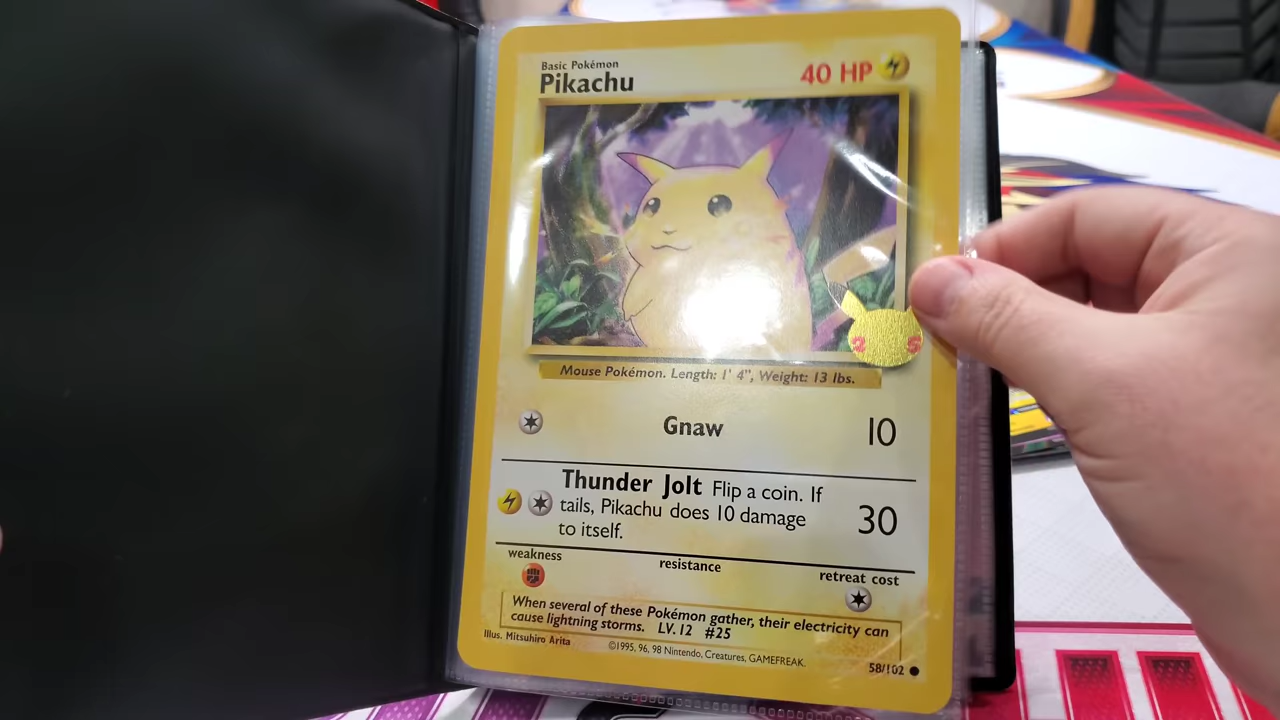 Basic Pokémon
Pikachu
40 HP
25
Mouse Pokémon. Length: 1' 4", Weight: 13 lbs.
Gnaw 10
Thunder Jolt Flip a coin. If
tails, Pikachu does 10 damage
to itself.
30
weakness
resistance
retreat cost
When several of these Pokémon gather, their electricity can
cause lightning storms. LV. 12 #25
Illus. Mitsuhiro Arita
©1995, 96, 98 Nintendo, Creatures, GAMEFREAK.
58/102